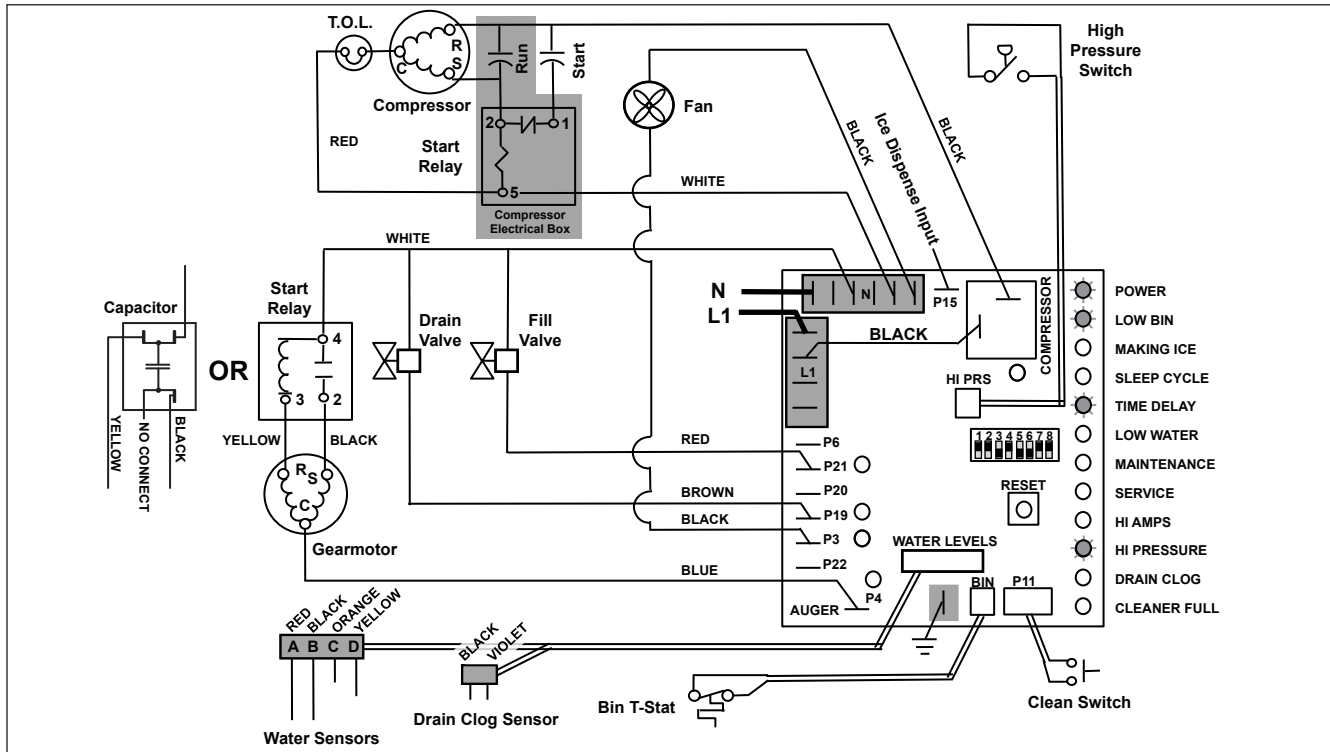 T.O.L.
R
S
C
Compressor
Run
Start
RED
Start
Relay
2
1
5
Compressor
Electrical Box
Fan
BLACK
Ice Dispense Input
BLACK
High
Pressure
Switch
WHITE
WHITE
Capacitor
YELLOW
NO CONNECT
BLACK
OR
Start
Relay
4
3
2
YELLOW
BLACK
R
S
C
Gearmotor
Drain
Valve
Fill
Valve
N
L1
N
P15
L1
BLACK
COMPRESSOR
HI PRS
1 2 3 4 5 6 7 8
RESET
RED
BROWN
BLACK
BLUE
P6
P21
P20
P19
P3
P22
P4
AUGER
WATER LEVELS
BIN
P11
POWER
LOW BIN
MAKING ICE
SLEEP CYCLE
TIME DELAY
LOW WATER
MAINTENANCE
SERVICE
HI AMPS
HI PRESSURE
DRAIN CLOG
CLEANER FULL
RED
BLACK
ORANGE
YELLOW
A B C D
Water Sensors
BLACK
VIOLET
Drain Clog Sensor
Bin T-Stat
Clean Switch